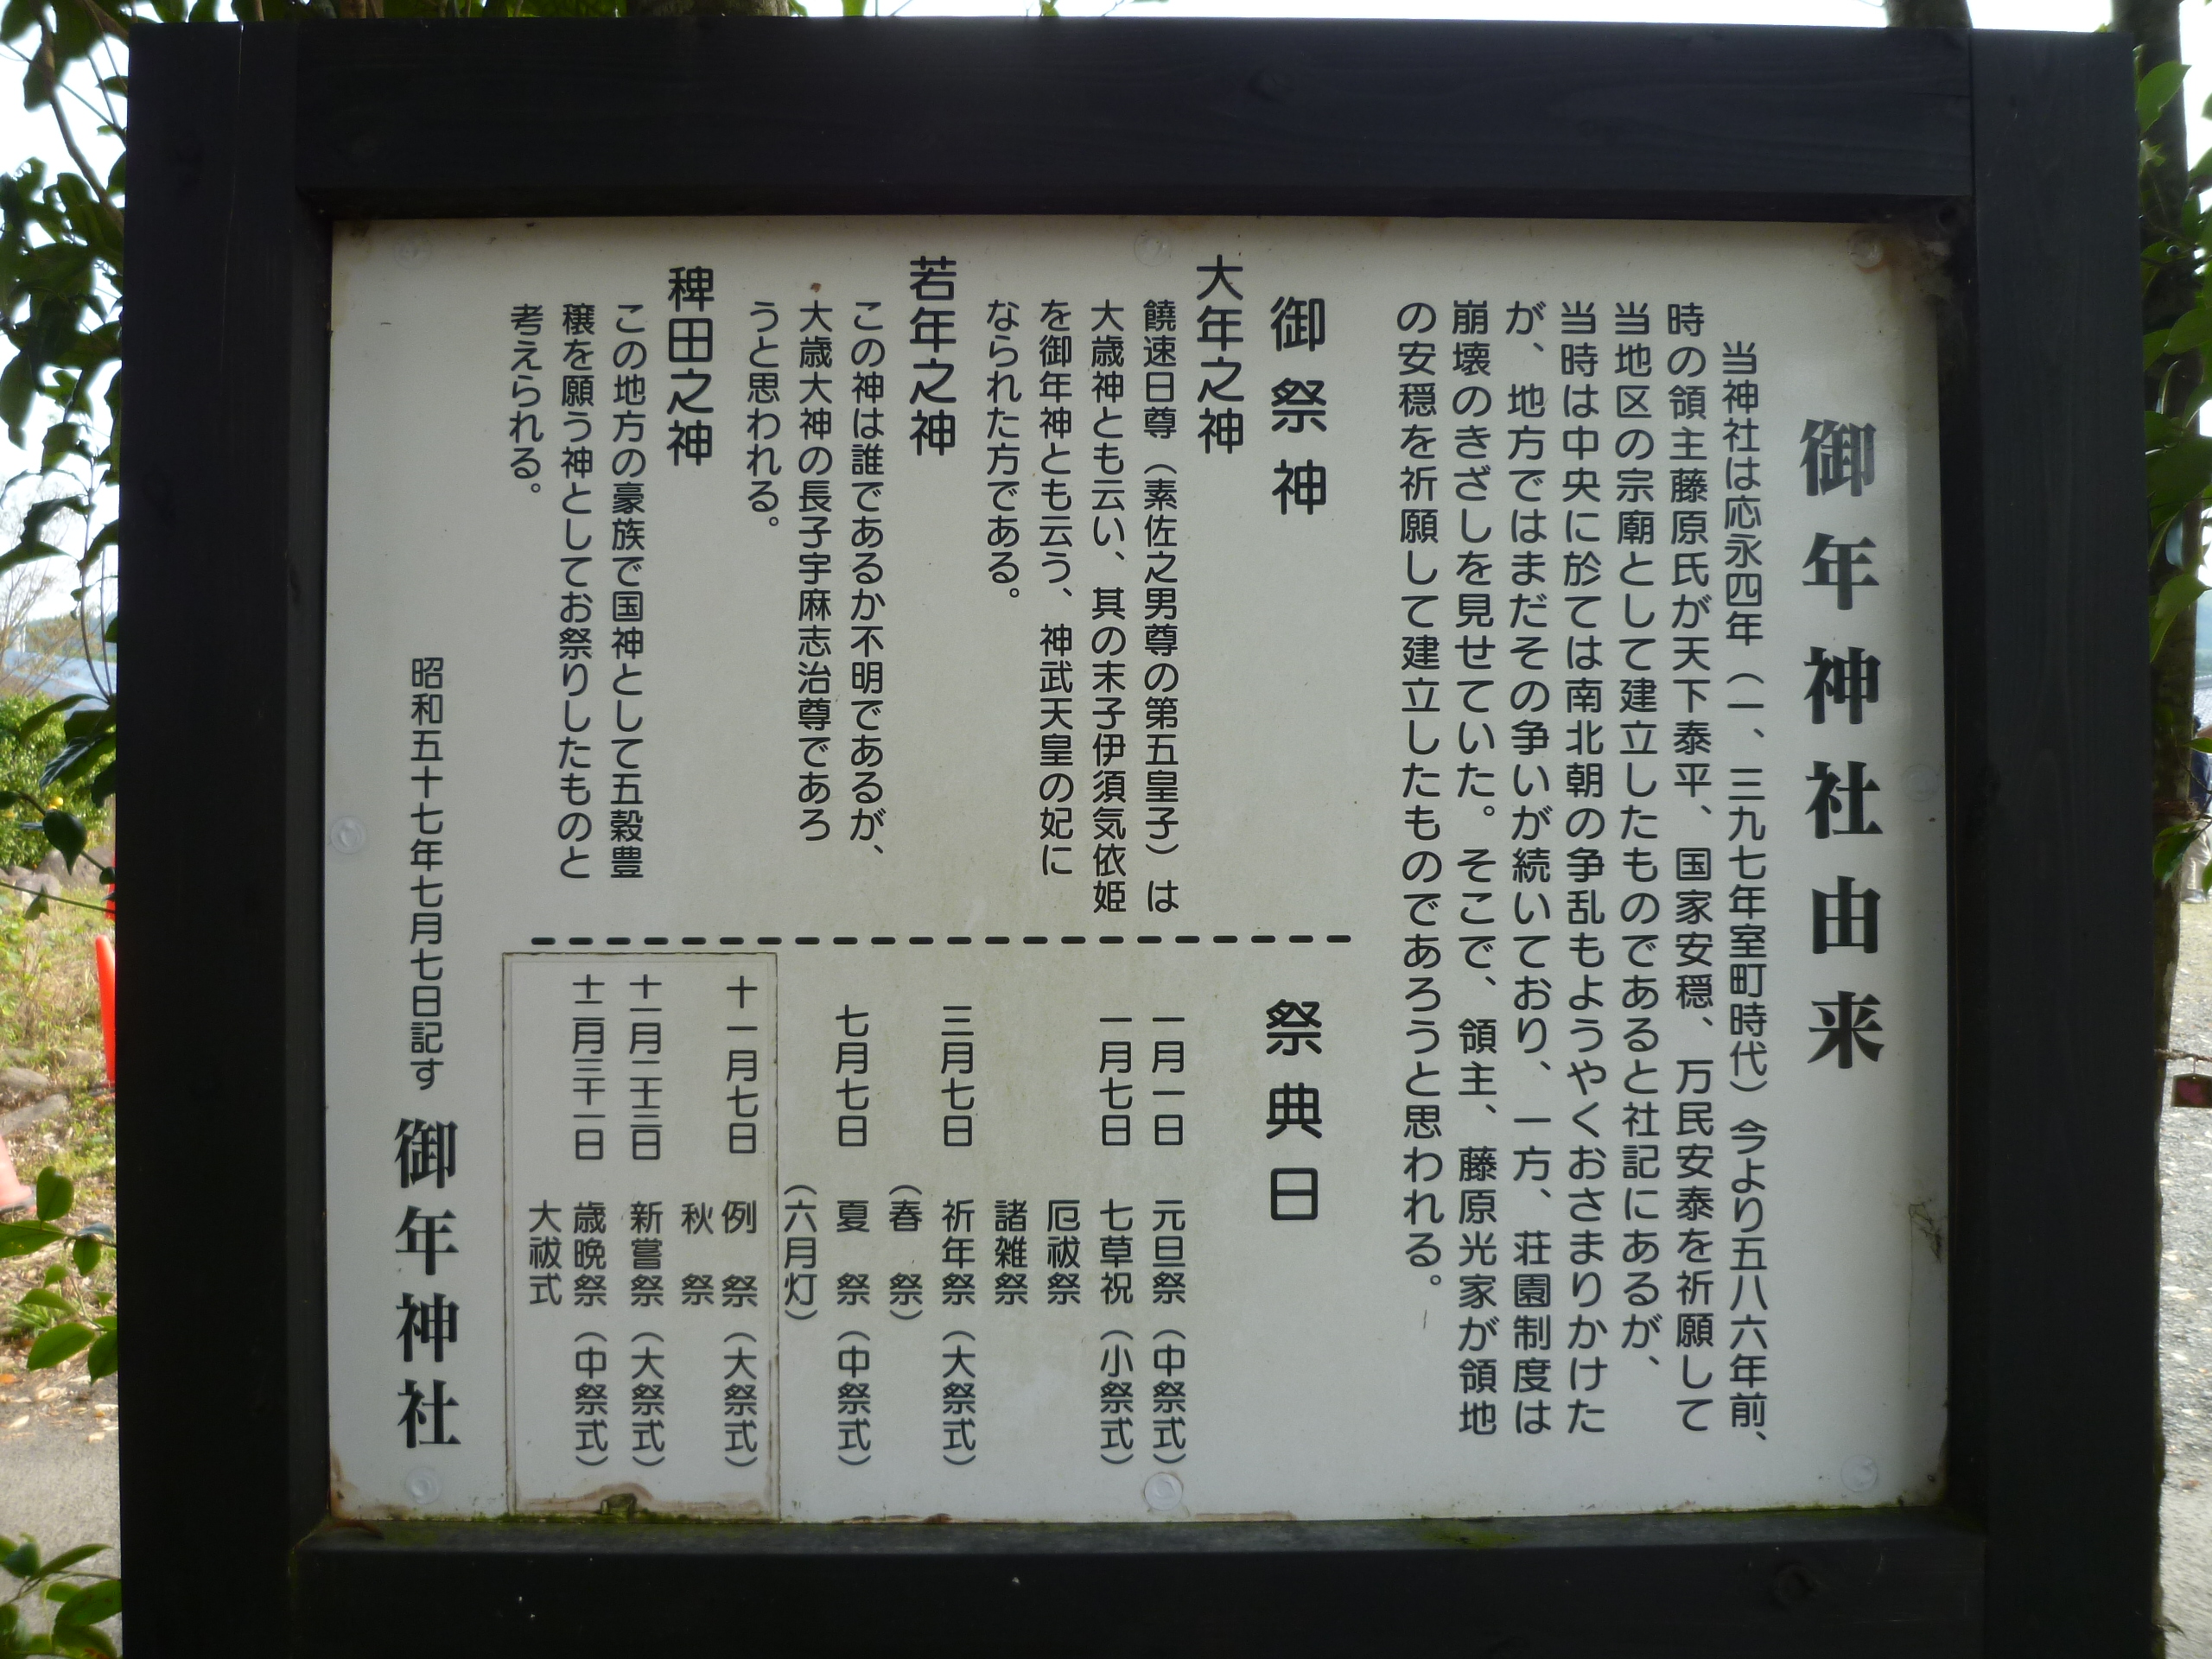 御年神社由来
当神社は応永四年（一、三九七年室町時代）今より五八六年前、
時の領主藤原氏が天下泰平、国家安穏、万民安泰を祈願して
当地区の宗廟として建立したものであると社記にあるが、
当時は中央に於ては南北朝の争乱もようやくおさまりかけた
が、地方ではまだその争いが続いており、一方、荘園制度は
崩壊のきざしを見せていた。そこで、領主、藤原光家が領地
の安穏を祈願して建立したものであろうと思われる。
御祭神
大年之神
饒速日尊（素佐之男尊の第五皇子）は
大歳神とも云い、其の末子伊須気依姫
を御年神とも云う、神武天皇の妃に
なられた方である。
若年之神
この神は誰であるか不明であるが、
大歳大神の長子宇麻志治尊であろ
うと思われる。
稗田之神
この地方の豪族で国神として五穀豊
穣を願う神としてお祭りしたものと
考えられる。
祭典日
一月一日 元旦祭（中祭式）
一月七日 七草祝（小祭式）
厄祓祭
諸雑祭
三月七日 祈年祭（大祭式）
（春 祭）
七月七日 夏 祭（中祭式）
（六月灯）
十一月七日 例 祭（大祭式）
秋 祭
十一月二十三日 新嘗祭（大祭式）
十二月三十一日 歳晩祭（中祭式）
大祓式
昭和五十七年七月七日記す 御年神社